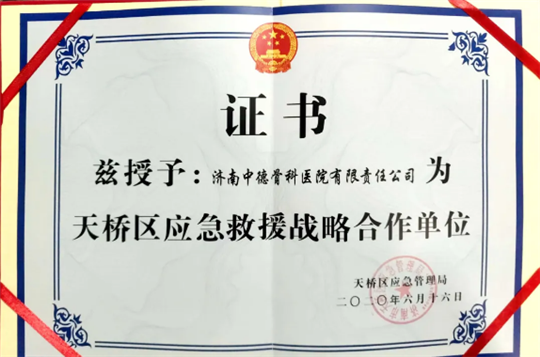 证书
兹授予：济南中德骨科医院有限责任公司为
天桥区应急救援战略合作单位
天桥区应急管理局
二〇二〇年六月十六日